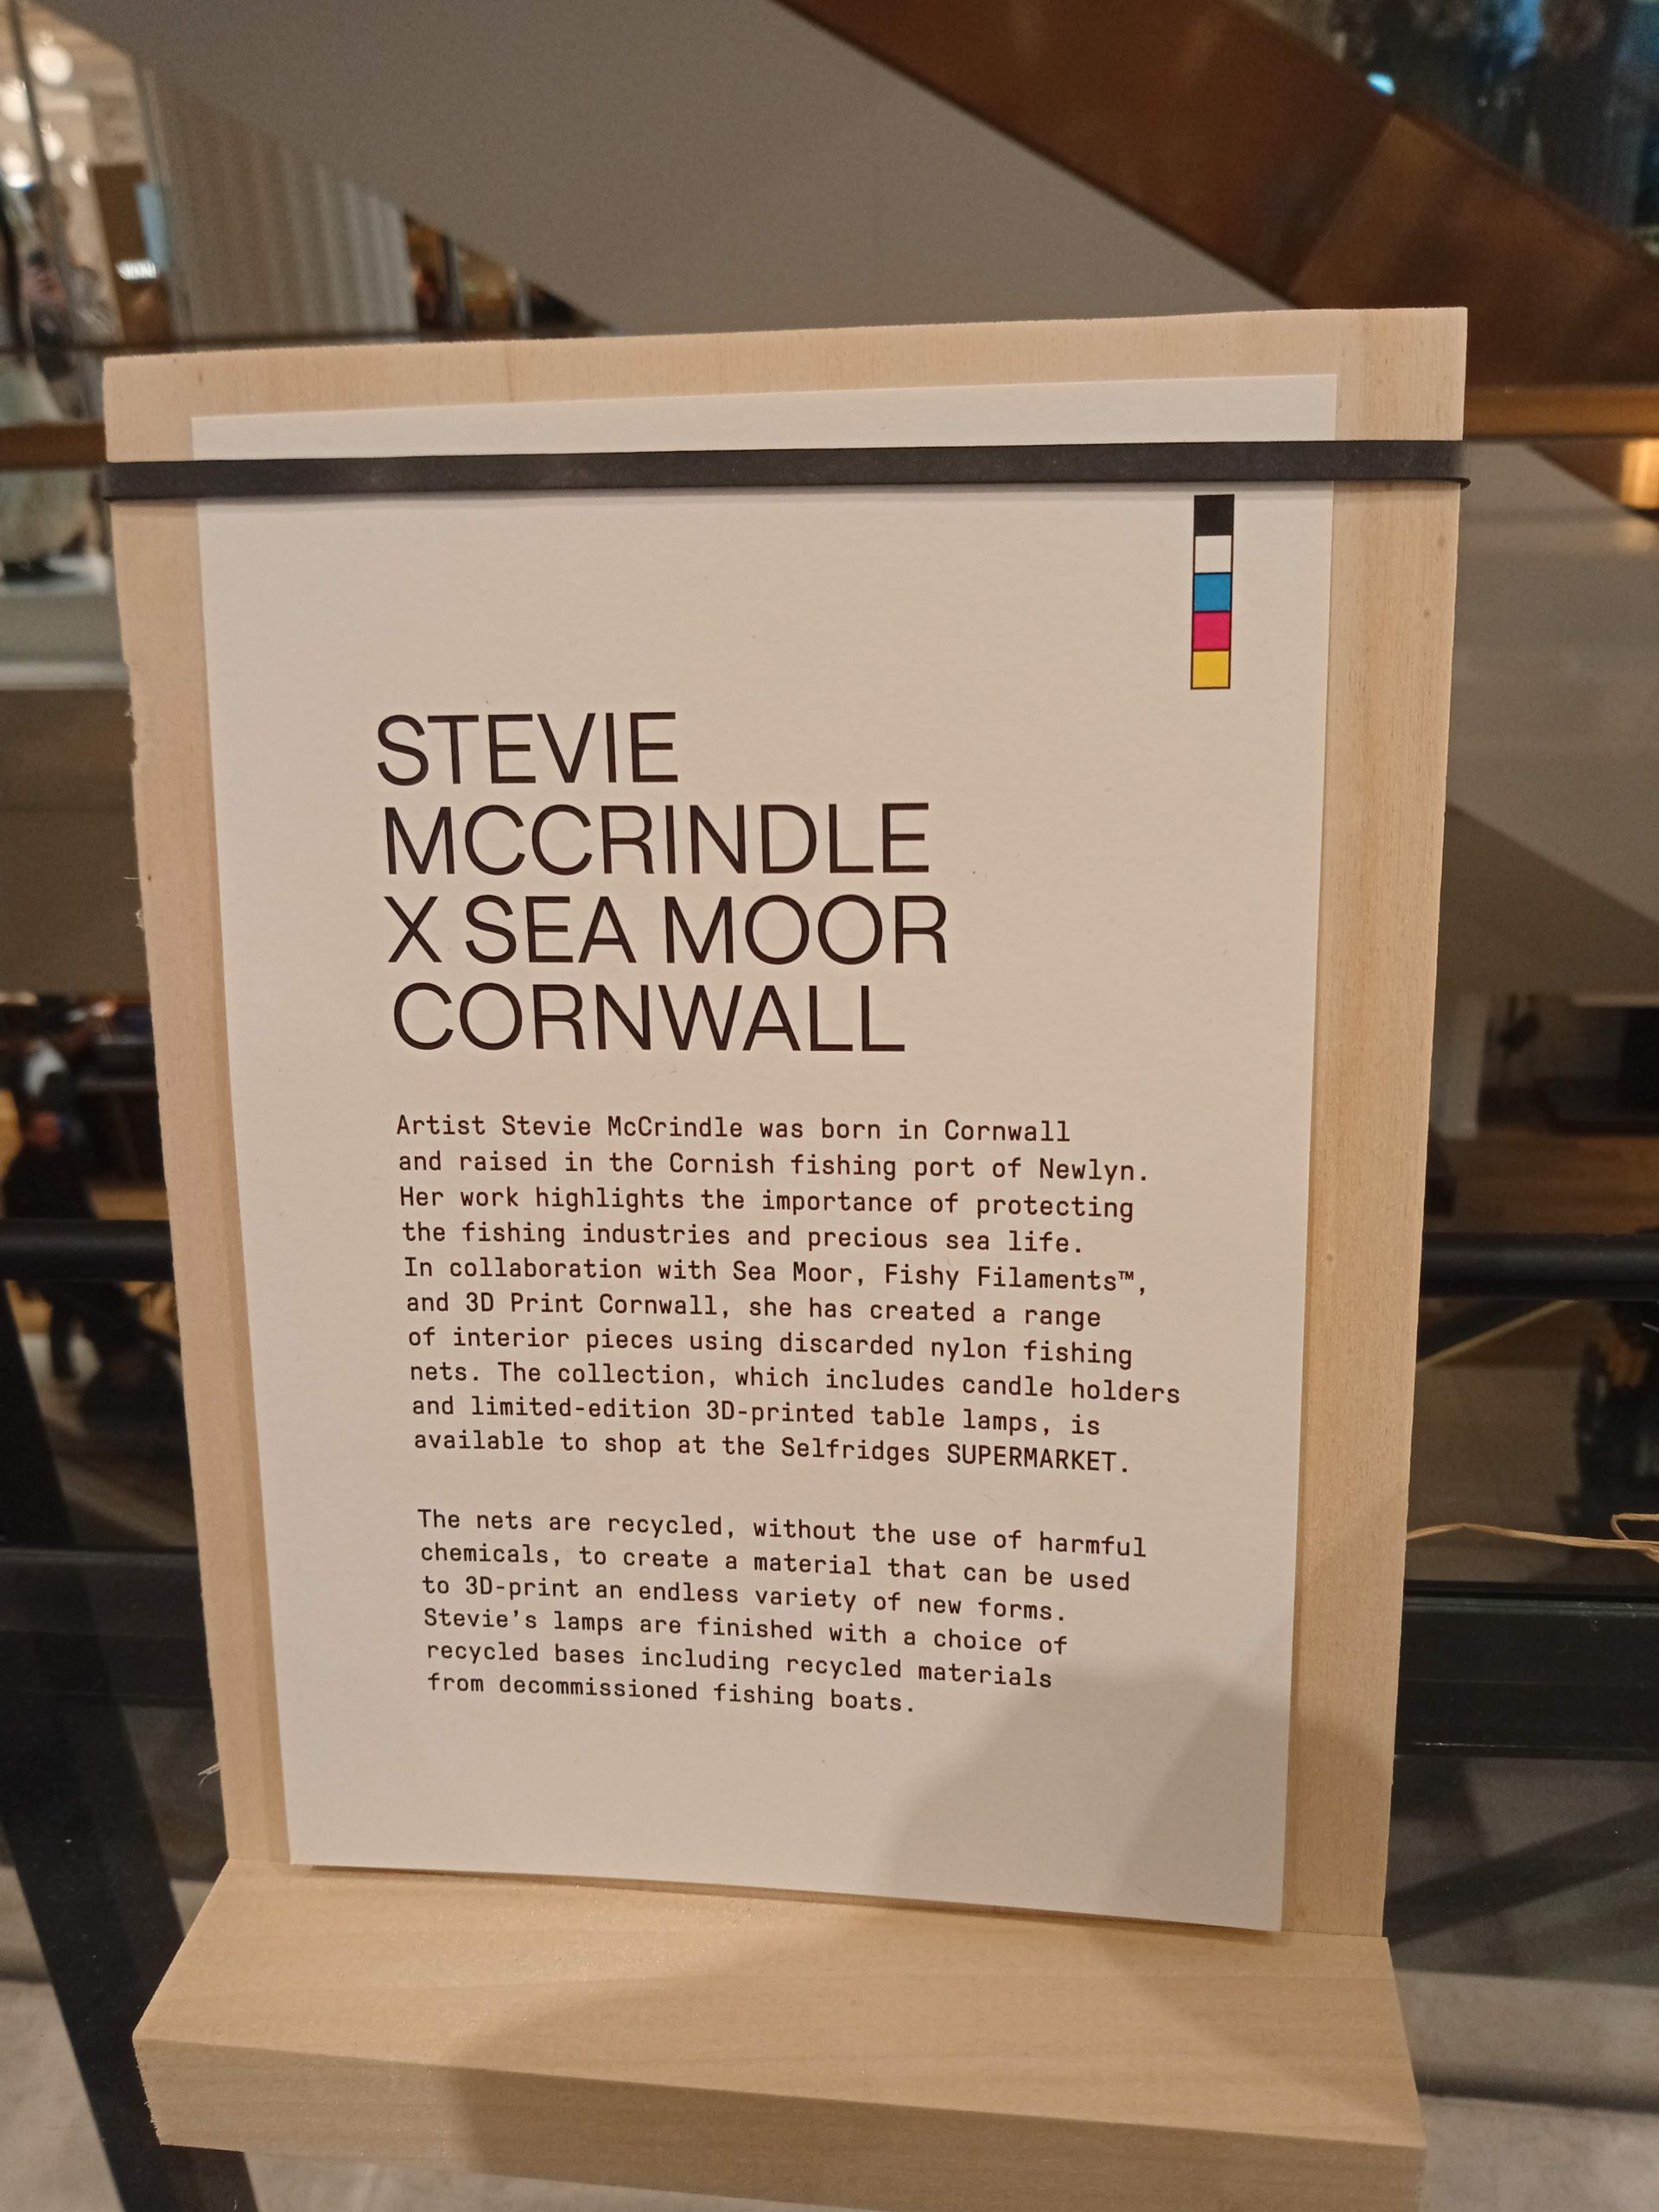 STEVIE
MCCRINDLE
X SEA MOOR
CORNWALL
Artist Stevie McCrindle was born in Cornwall
and raised in the Cornish fishing port of Newlyn.
Her work highlights the importance of protecting
the fishing industries and precious sea life.
In collaboration with Sea Moor, Fishy Filaments™,
and 3D Print Cornwall, she has created a range
of interior pieces using discarded nylon fishing
nets. The collection, which includes candle holders
and limited-edition 3D-printed table lamps, is
available to shop at the Selfridges SUPERMARKET.
The nets are recycled, without the use of harmful
chemicals, to create a material that can be used
to 3D-print an endless variety of new forms.
Stevie's lamps are finished with a choice of
recycled bases including recycled materials
from decommissioned fishing boats.